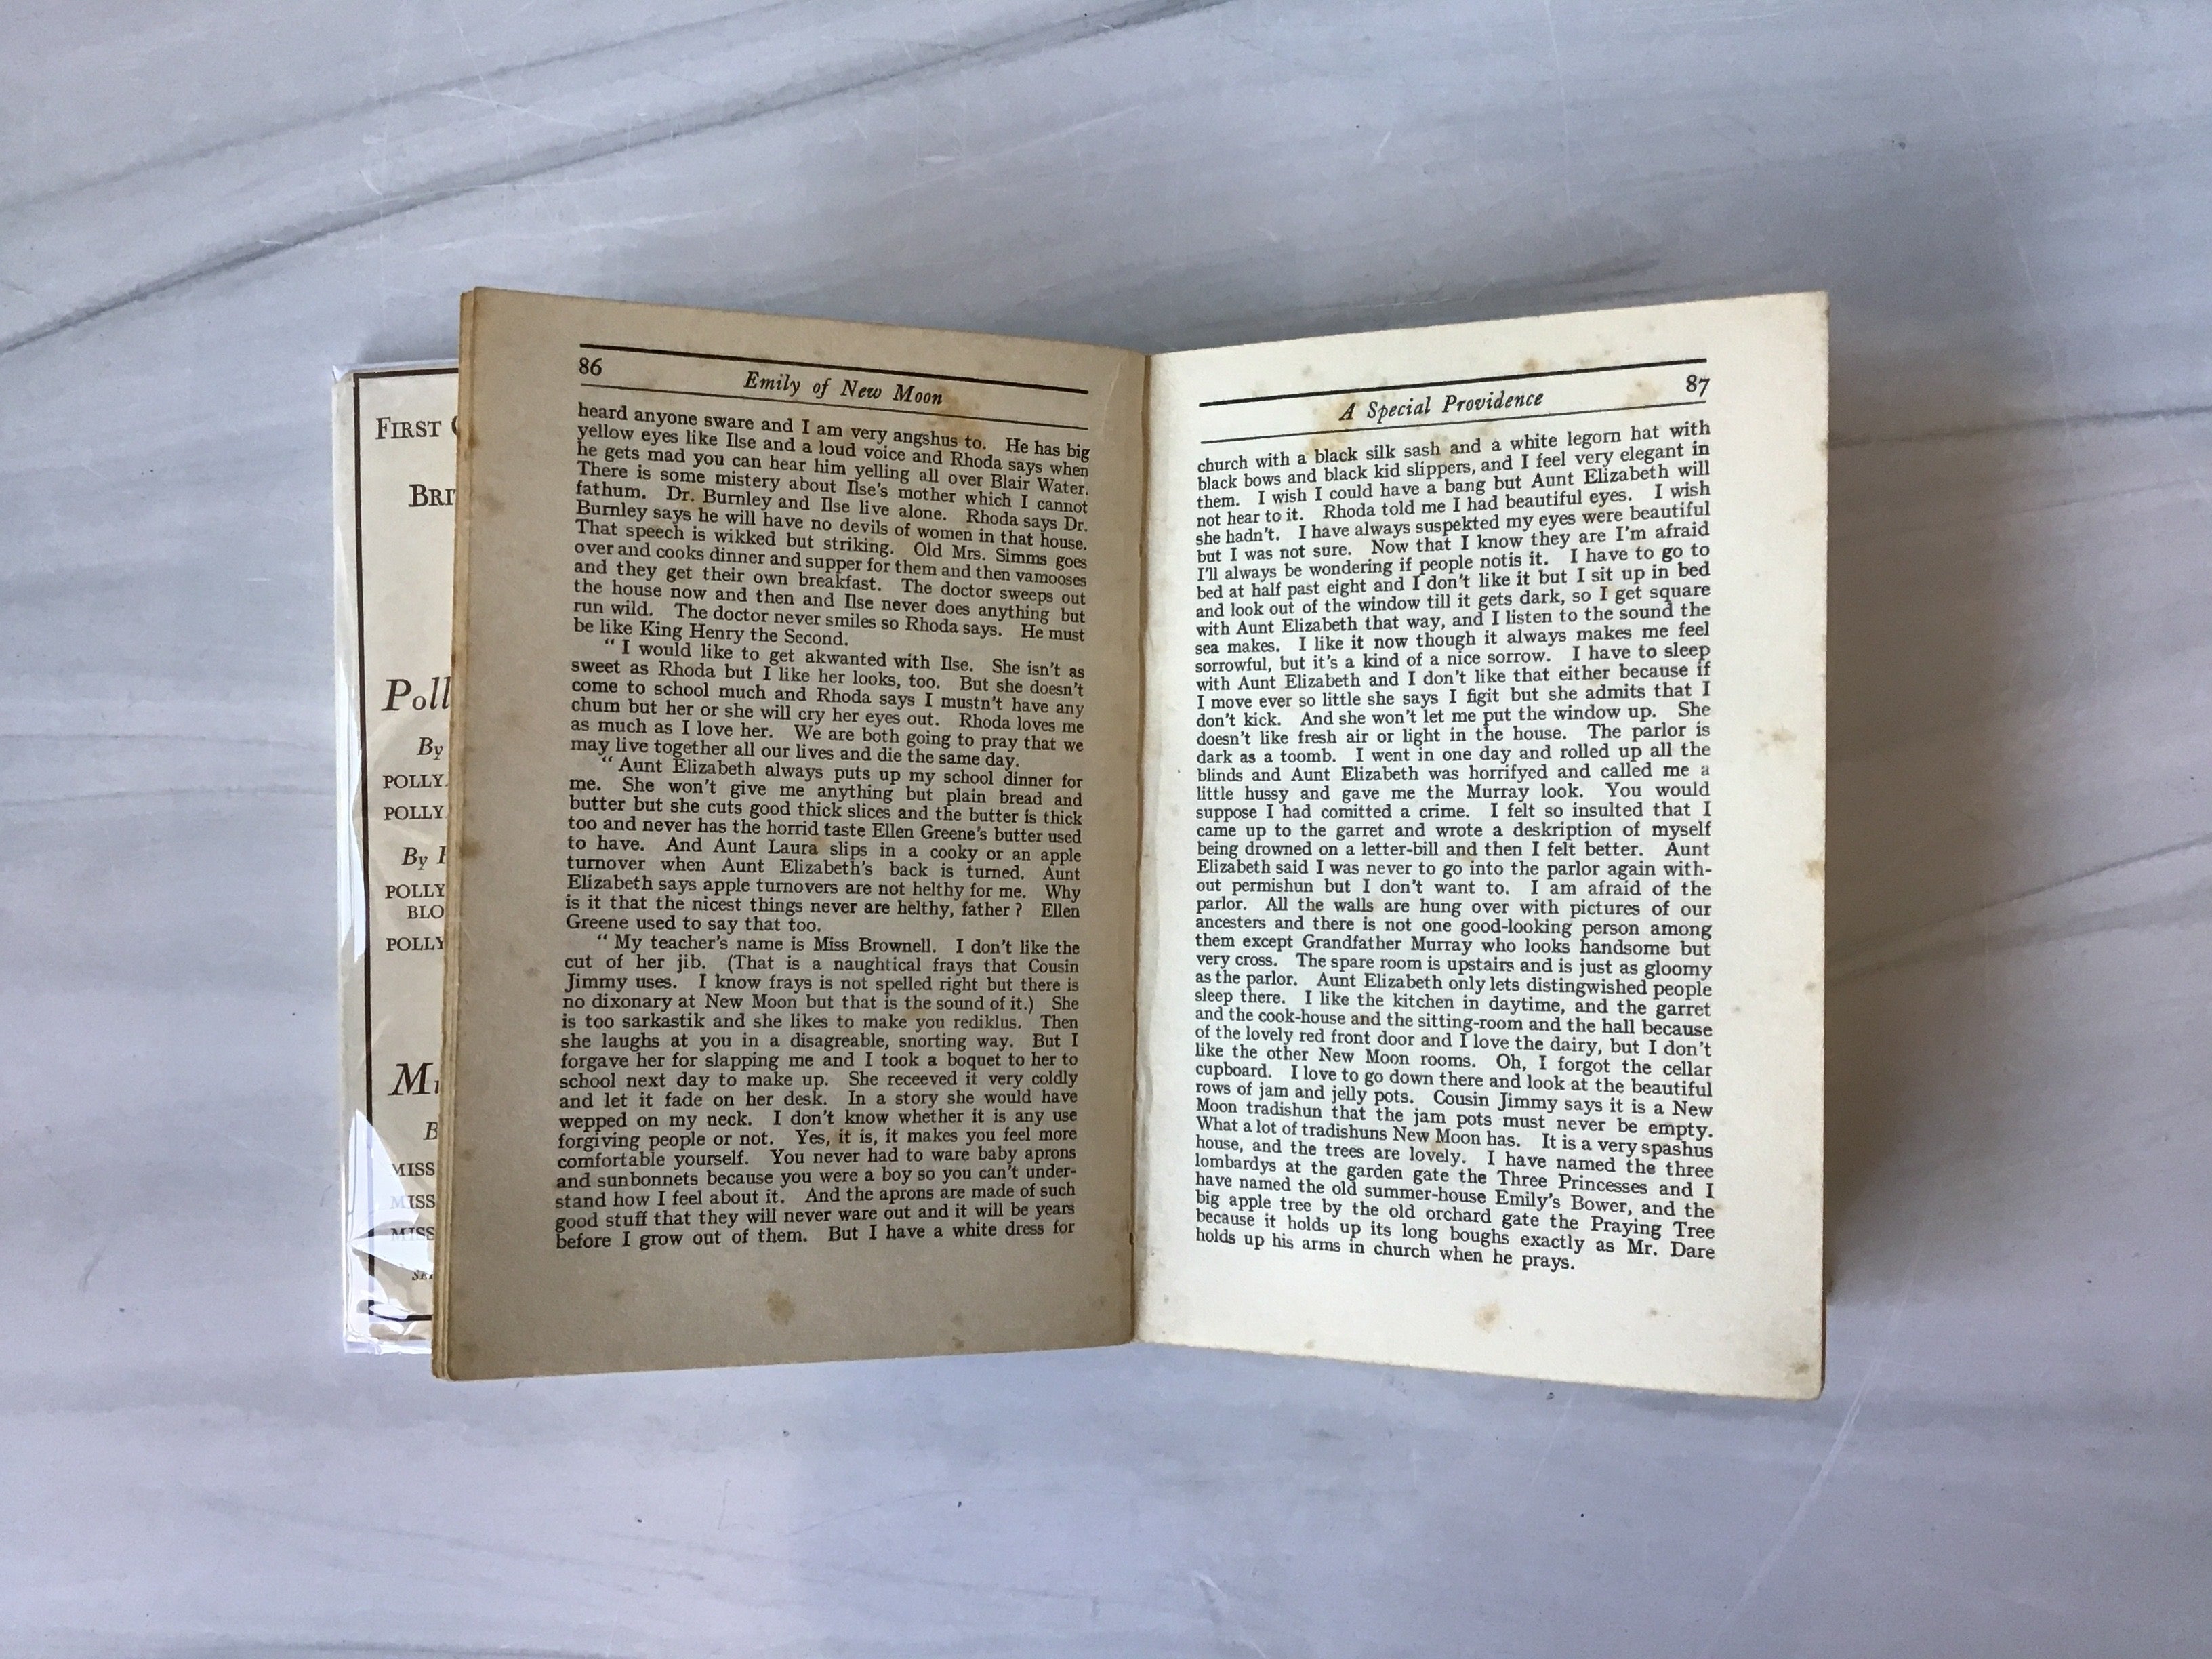 FIRST
BRI
Poll
By
POLLY
POLLY
By
POLLY
BLO
POLLY
B
MISS
MISS
MISS
86
Emily of New Moon
heard anyone sware and I am very angshus to. He has big
yellow eyes like Ilse and a loud voice and Rhoda says when
he gets mad you can hear him yelling all over Blair Water.
There is some mistery about Ilse's mother which I cannot
fathum. Dr. Burnley and Ilse live alone. Rhoda says Dr.
Burnley says he will have no devils of women in that house.
That speech is wikked but striking. Old Mrs. Simms goes
over and cooks dinner and supper for them and then vamooses
and they get their own breakfast. The doctor sweeps out
the house now and then and Ilse never does anything but
run wild. The doctor never smiles so Rhoda says. He must
be like King Henry the Second.
“ I would like to get akwanted with Ilse. She isn't as
sweet as Rhoda but I like her looks, too. But she doesn't
come to school much and Rhoda says I mustn't have any
chum but her or she will cry her eyes out. Rhoda loves me
as much as I love her. We are both going to pray that we
may live together all our lives and die the same day.
“ Aunt Elizabeth always puts up my school dinner for
me. She won't give me anything but plain bread and
butter but she cuts good thick slices and the butter is thick
too and never has the horrid taste Ellen Greene's butter used
to have. And Aunt Laura slips in a cooky or an apple
turnover when Aunt Elizabeth's back is turned. Aunt
Elizabeth says apple turnovers are not helthy for me. Why
is it that the nicest things never are helthy, father ? Ellen
Greene used to say that too.
“ My teacher's name is Miss Brownell. I don't like the
cut of her jib. (That is a naughtical frays that Cousin
Jimmy uses. I know frays is not spelled right but there is
no dixonary at New Moon but that is the sound of it.) She
is too sarkastik and she likes to make you rediklus. Then
she laughs at you in a disagreable, snorting way. But I
forgave her for slapping me and I took a boquet to her to
school next day to make up. She receeved it very coldly
and let it fade on her desk. In a story she would have
wepped on my neck. I don't know whether it is any use
forgiving people or not. Yes, it is, it makes you feel more
comfortable yourself. You never had to ware baby aprons
and sunbonnets because you were a boy so you can't under-
stand how I feel about it. And the aprons are made of such
good stuff that they will never ware out and it will be years
before I grow out of them. But I have a white dress for
A Special Providence
87
church with a black silk sash and a white legorn hat with
black bows and black kid slippers, and I feel very elegant in
them. I wish I could have a bang but Aunt Elizabeth will
not hear to it. Rhoda told me I had beautiful eyes. I wish
she hadn't. I have always suspekted my eyes were beautiful
but I was not sure. Now that I know they are I'm afraid
I'll always be wondering if people notis it. I have to go to
bed at half past eight and I don't like it but I sit up in bed
and look out of the window till it gets dark, so I get square
with Aunt Elizabeth that way, and I listen to the sound the
sea makes. I like it now though it always makes me feel
sorrowful, but it's a kind of a nice sorrow. I have to sleep
with Aunt Elizabeth and I don't like that either because if
I move ever so little she says I figit but she admits that I
don't kick. And she won't let me put the window up. She
doesn't like fresh air or light in the house. The parlor is
dark as a toomb. I went in one day and rolled up all the
blinds and Aunt Elizabeth was horrifyed and called me a
little hussy and gave me the Murray look. You would
suppose I had comitted a crime. I felt so insulted that I
came up to the garret and wrote a deskription of myself
being drowned on a letter-bill and then I felt better. Aunt
Elizabeth said I was never to go into the parlor again with-
out permishun but I don't want to. I am afraid of the
parlor. All the walls are hung over with pictures of our
ancesters and there is not one good-looking person among
them except Grandfather Murray who looks handsome but
very cross. The spare room is upstairs and is just as gloomy
as the parlor. Aunt Elizabeth only lets distingwished people
sleep there. I like the kitchen in daytime, and the garret
and the cook-house and the sitting-room and the hall because
of the lovely red front door and I love the dairy, but I don't
like the other New Moon rooms. Oh, I forgot the cellar
cupboard. I love to go down there and look at the beautiful
rows of jam and jelly pots. Cousin Jimmy says it is a New
Moon tradishun that the jam pots must never be empty.
What a lot of tradishuns New Moon has. It is a very spashus
house, and the trees are lovely. I have named the three
lombardys at the garden gate the Three Princesses and I
have named the old summer-house Emily's Bower, and the
big apple tree by the old orchard gate the Praying Tree
because it holds up its long boughs exactly as Mr. Dare
holds up his arms in church when he prays.